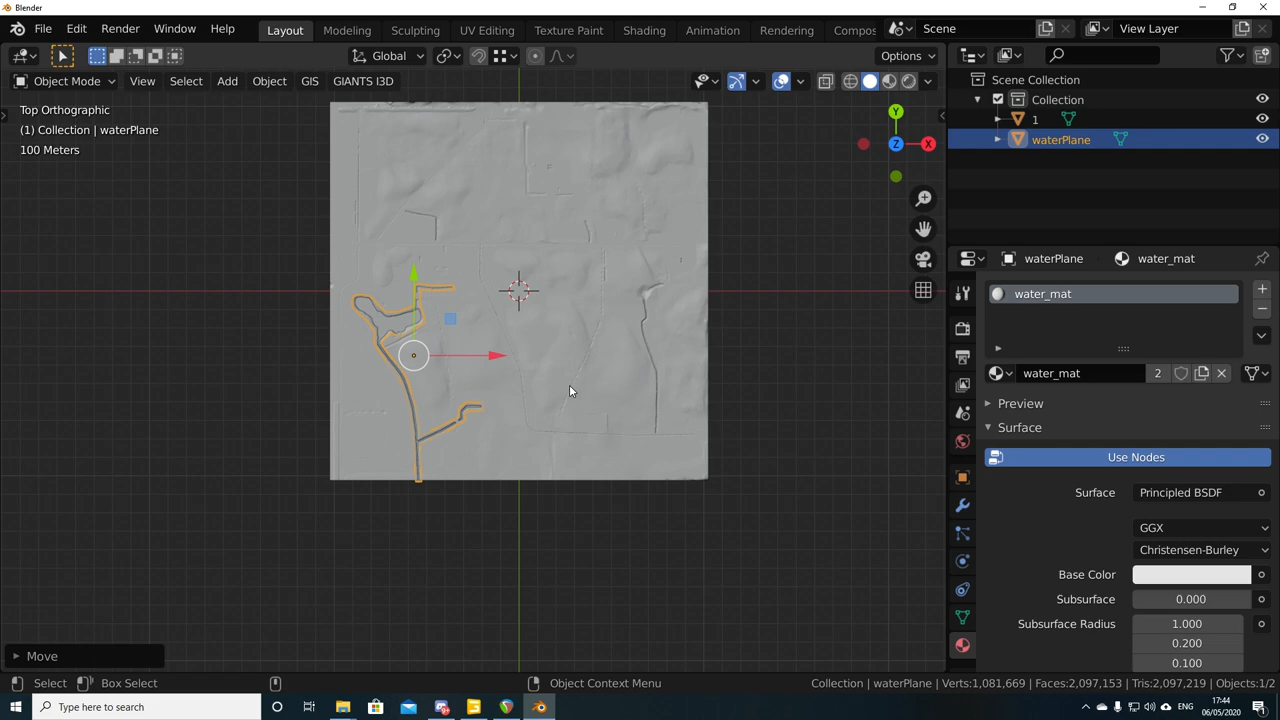 Blender
File Edit Render Window Help Layout Modeling Sculpting UV Editing Texture Paint Shading Animation Rendering Compos Scene View Layer
Global Options
Object Mode View Select Add Object GIS GIANTS I3D
Top Orthographic
(1) Collection | waterPlane
100 Meters
Y
Z X
Scene Collection
Collection
1
waterPlane
waterPlane water_mat
water_mat
water_mat 2
Preview
Surface
Use Nodes
Surface Principled BSDF
GGX
Christensen-Burley
Base Color
Subsurface 0.000
Subsurface Radius 1.000
0.200
0.100
Move
Select Box Select Object Context Menu Collection | waterPlane | Verts:1,081,669 | Faces:2,097,153 | Tris:2,097,219 | Objects:1/2
Type here to search ENG 17:44
06/05/2020